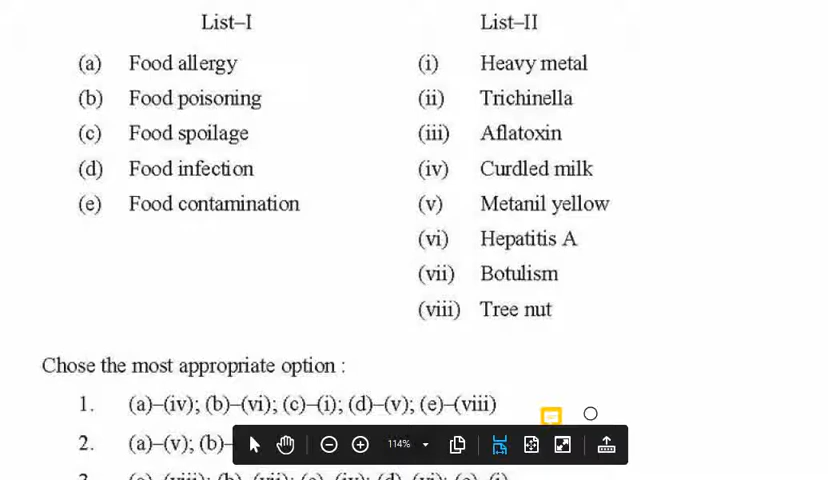 List–I List–II
(a) Food allergy (i) Heavy metal
(b) Food poisoning (ii) Trichinella
(c) Food spoilage (iii) Aflatoxin
(d) Food infection (iv) Curdled milk
(e) Food contamination (v) Metanil yellow
(vi) Hepatitis A
(vii) Botulism
(viii) Tree nut
Chose the most appropriate option :
1. (a)–(iv); (b)–(vi); (c)–(i); (d)–(v); (e)–(viii)
2. (a)–(v); (b)–
114%